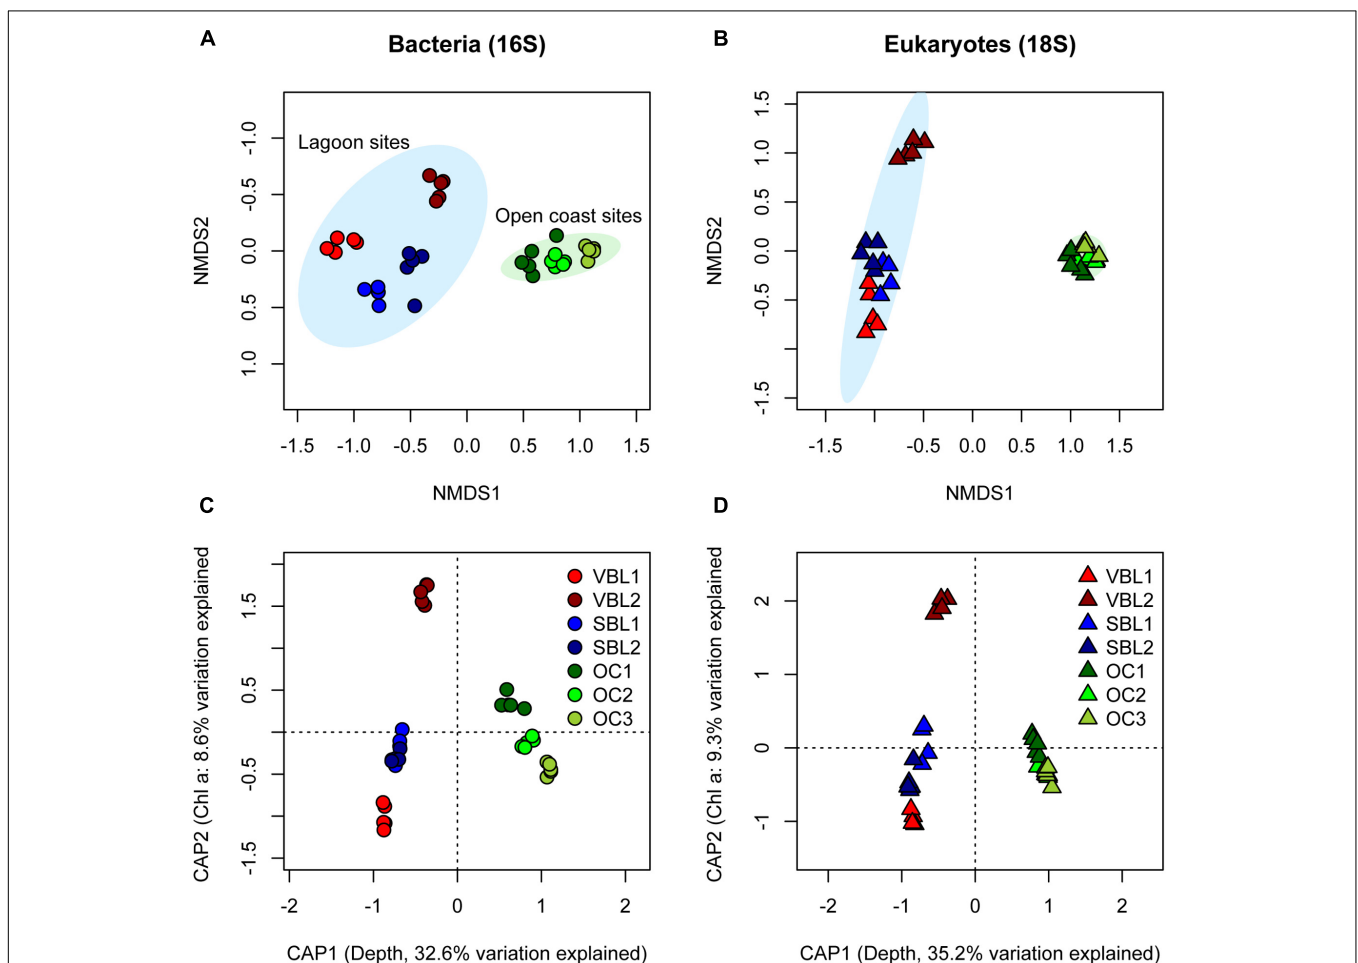 A
Bacteria (16S)
B
Eukaryotes (18S)
Lagoon sites
Open coast sites
NMDS2
-1.0
-0.5
0.0
0.5
1.0
-1.5
-1.0
-0.5
0.0
0.5
1.0
1.5
NMDS1
NMDS2
1.5
1.0
0.5
0.0
-0.5
-1.5
-1.5
-0.5
0.0
0.5
1.0
1.5
NMDS1
C
CAP2 (Chl a: 8.6% variation explained
1.5
0.5
-0.5
-1.5
VBL1
VBL2
SBL1
SBL2
OC1
OC2
OC3
-2
-1
0
1
2
CAP1 (Depth, 32.6% variation explained)
D
CAP2 (Chl a: 9.3% variation explained
2
1
0
-1
VBL1
VBL2
SBL1
SBL2
OC1
OC2
OC3
-2
-1
0
1
2
CAP1 (Depth, 35.2% variation explained)